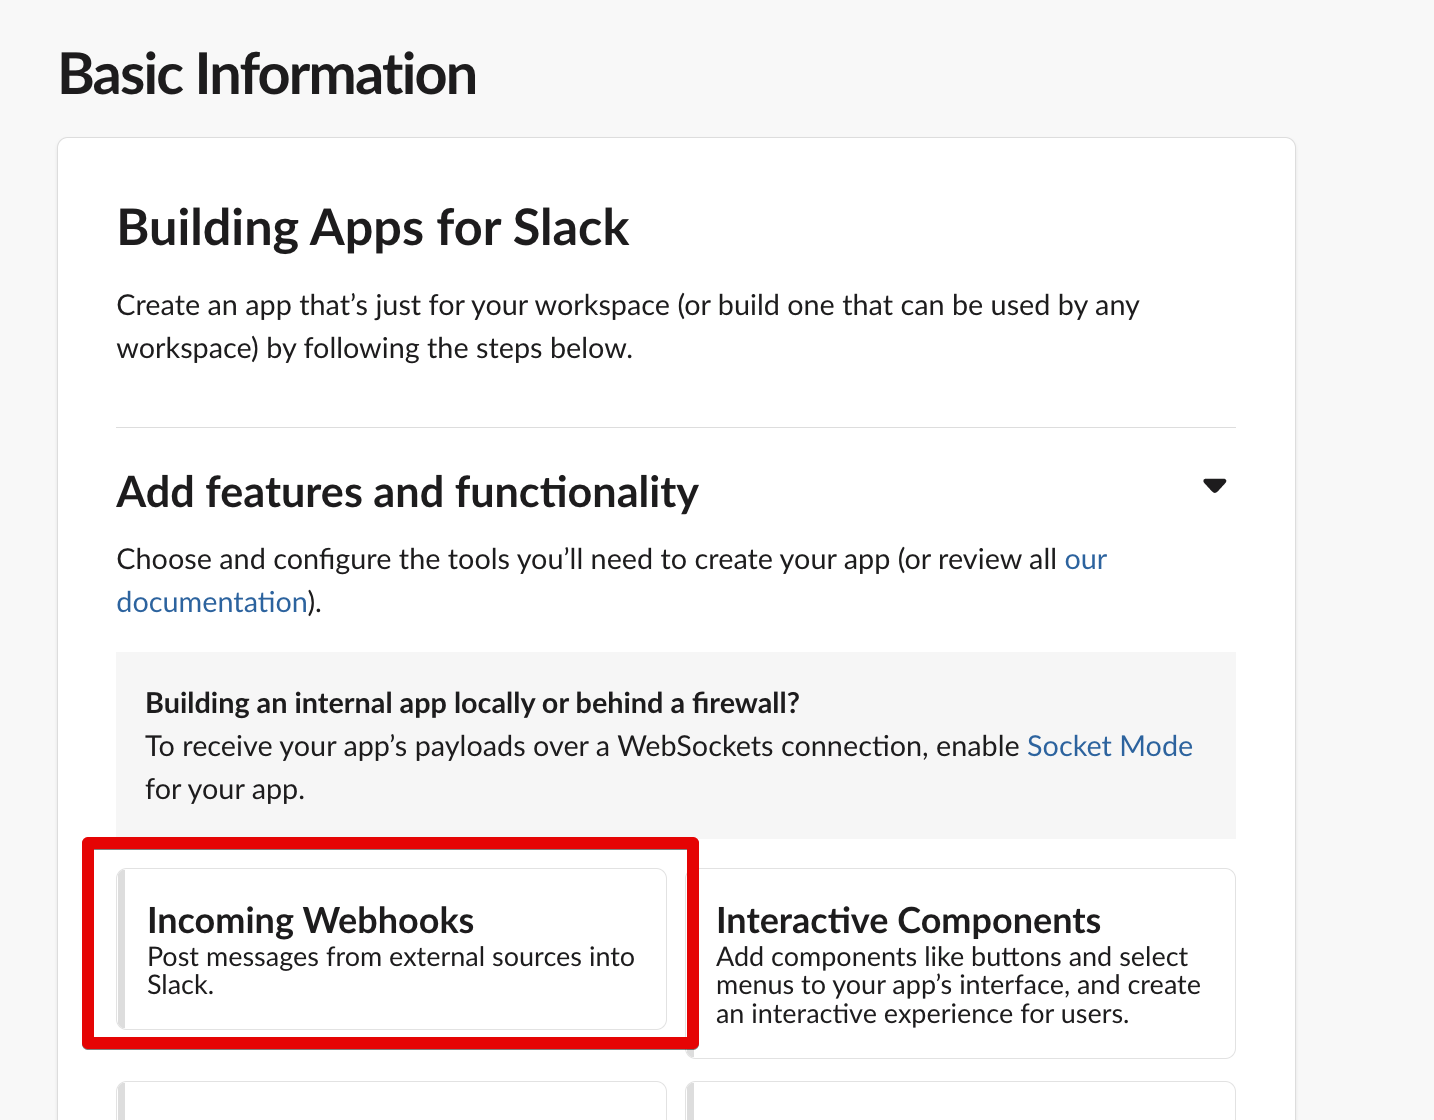 Basic Information
Building Apps for Slack
Create an app that’s just for your workspace (or build one that can be used by any
workspace) by following the steps below.
Add features and functionality
Choose and configure the tools you’ll need to create your app (or review all our
documentation).
Building an internal app locally or behind a firewall?
To receive your app’s payloads over a WebSockets connection, enable Socket Mode
for your app.
Incoming Webhooks
Post messages from external sources into
Slack.
Interactive Components
Add components like buttons and select
menus to your app’s interface, and create
an interactive experience for users.